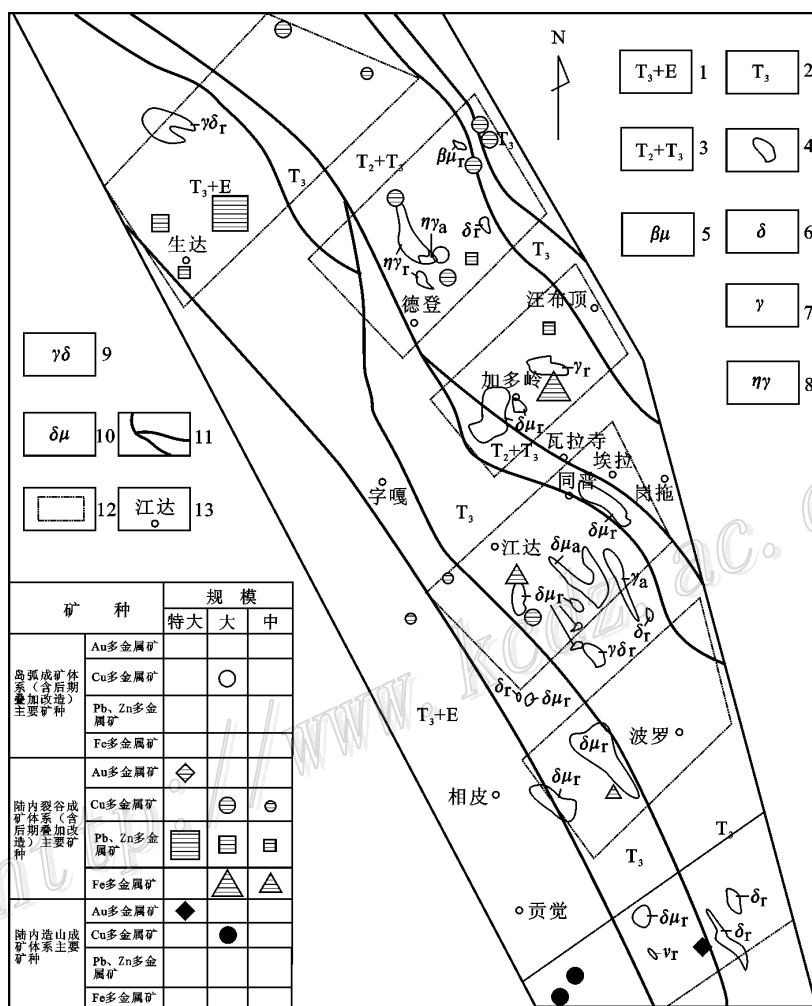 N
T₃+E 1
T₃ 2
T₂+T₃ 3
4
βμ 5
δ 6
γ 7
ηγ 8
γδ 9
δμ 10
11
12
江达 13
γδr
T₃+E
T₃
T₂+T₃
T₃
βμr
生达
ηγa
ηγr
δr
T₃
德登
汪布顶
γr
加多岭
δμr
瓦拉寺
T₂+T₃
埃拉
同普
岗拖
字嘎
T₃
δμr
江达
δμa
γa
δμr
δr
γδr
δr
δμr
T₃+E
δμr
波罗
δμr
相皮
T₃
T₃
贡觉
δμr
δr
δr
νr
矿 种
规 模
特大 大 中
岛弧成矿体系(含后期叠加改造)主要矿种
Au多金属矿
Cu多金属矿
Pb、Zn多金属矿
Fe多金属矿
陆内裂谷成矿体系(含后期叠加改造)主要矿种
Au多金属矿
Cu多金属矿
Pb、Zn多金属矿
Fe多金属矿
陆内造山成矿体系主要矿种
Au多金属矿
Cu多金属矿
Pb、Zn多金属矿
Fe多金属矿
http://www.kcdz.ac.c